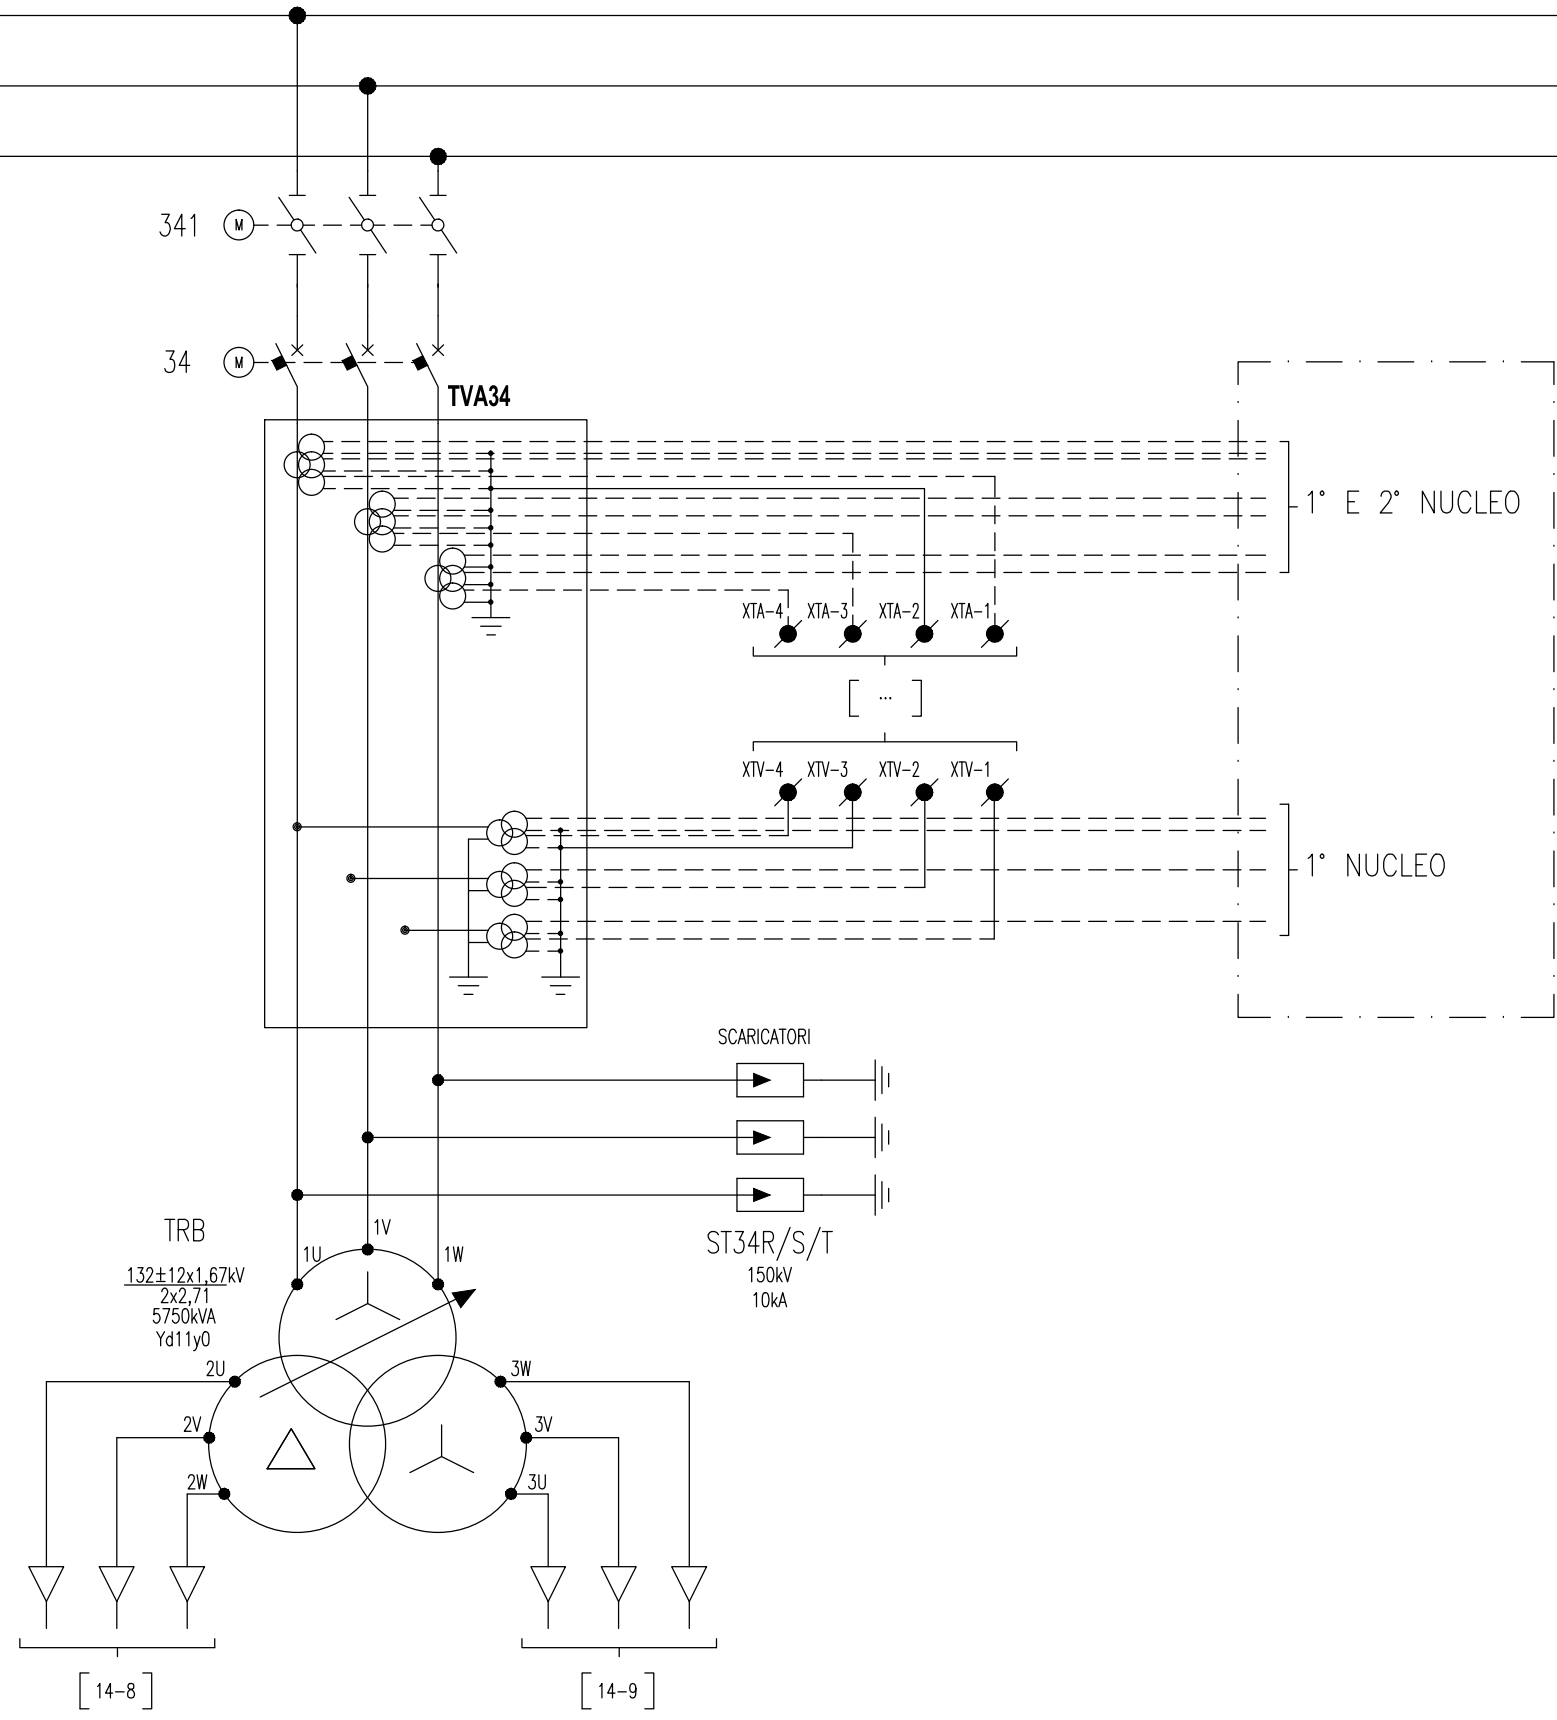 341 M
34 M
TVA34
1° E 2° NUCLEO
XTA-4 XTA-3 XTA-2 XTA-1
[ ... ]
XTV-4 XTV-3 XTV-2 XTV-1
1° NUCLEO
SCARICATORI
ST34R/S/T
150kV
10kA
TRB
132±12x1,67kV
2x2,71
5750kVA
Yd11y0
1U 1V 1W
2U 3W
2V 3V
2W 3U
[14-8] [14-9]